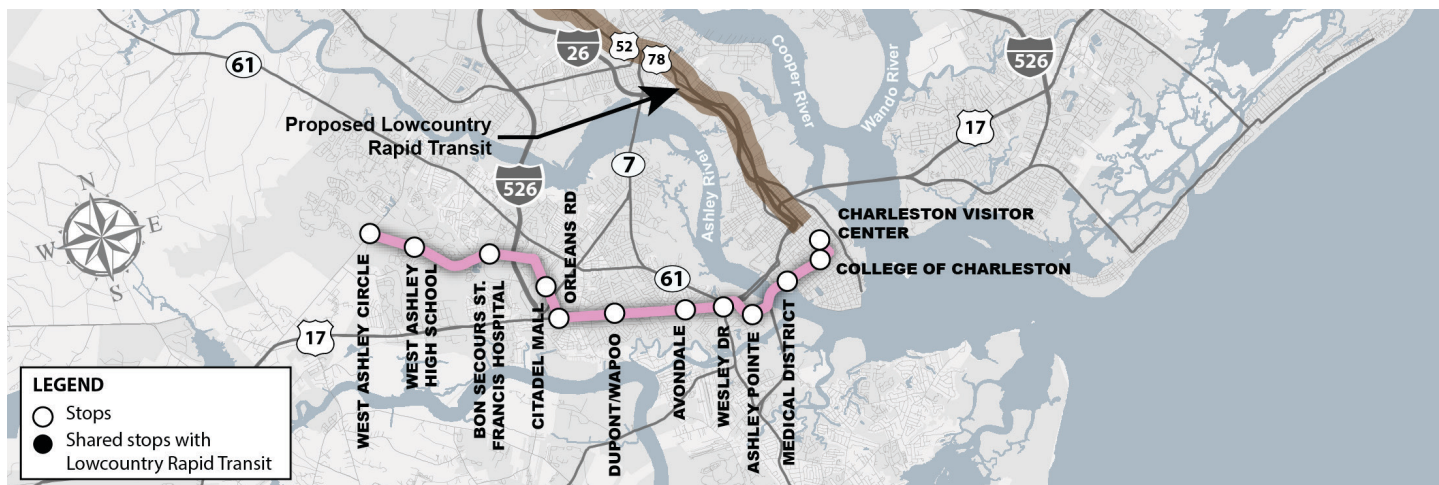 61
26
52
78
Cooper River
Wando River
526
17
Proposed Lowcountry
Rapid Transit
7
526
Ashley River
N
W
E
S
ORLEANS RD
CHARLESTON VISITOR
CENTER
COLLEGE OF CHARLESTON
61
17
WEST ASHLEY CIRCLE
WEST ASHLEY
HIGH SCHOOL
BON SECOURS ST.
FRANCIS HOSPITAL
CITADEL MALL
DUPONT/WAPOO
AVONDALE
WESLEY DR
ASHLEY POINTE
MEDICAL DISTRICT
LEGEND
Stops
Shared stops with
Lowcountry Rapid Transit